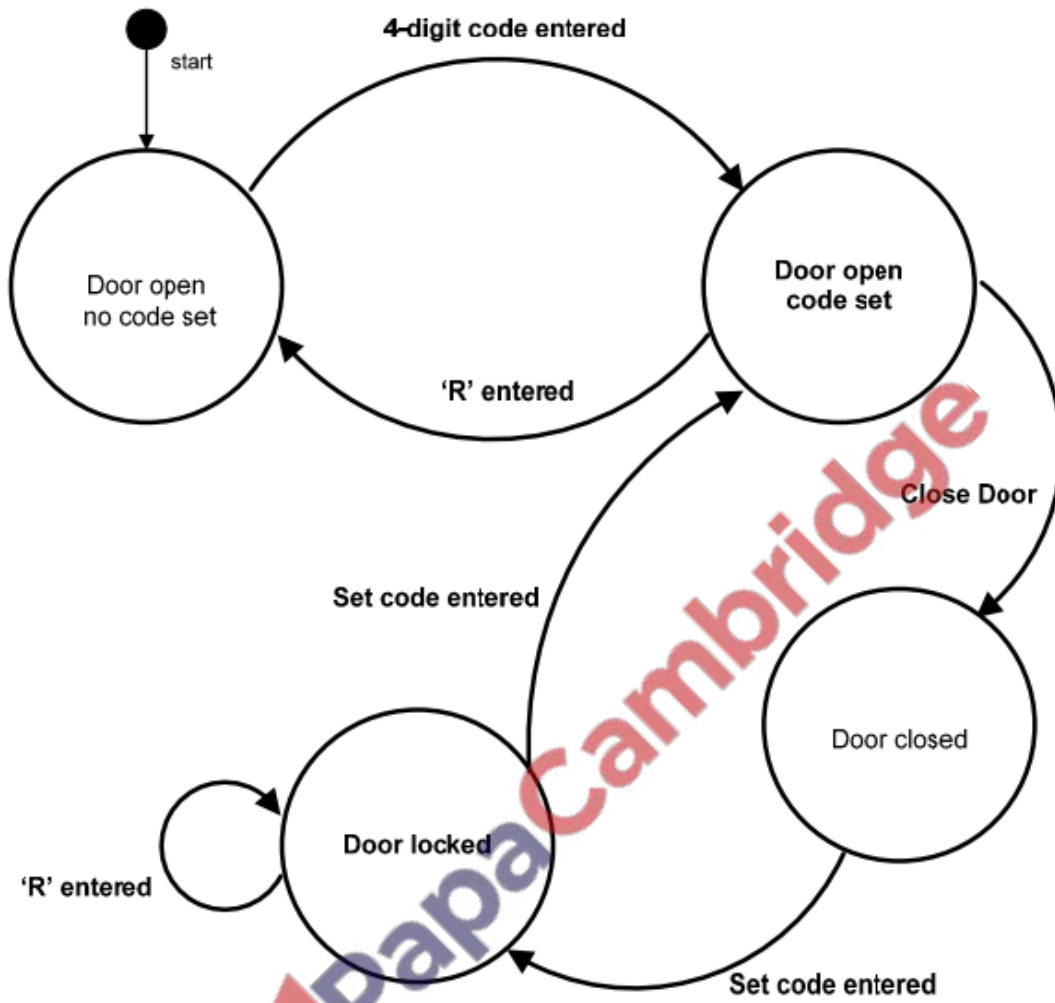 4-digit code entered
start
Door open
no code set
Door open
code set
'R' entered
Close Door
Set code entered
Door closed
Door locked
'R' entered
Set code entered
PapaCambridge